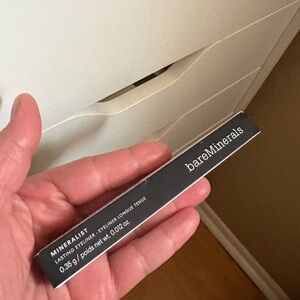 bareMinerals
MINERALIST
LASTING EYELINER • EYELINER LONGUE TENUE
0.35 g / poids net wt. 0.012 oz.